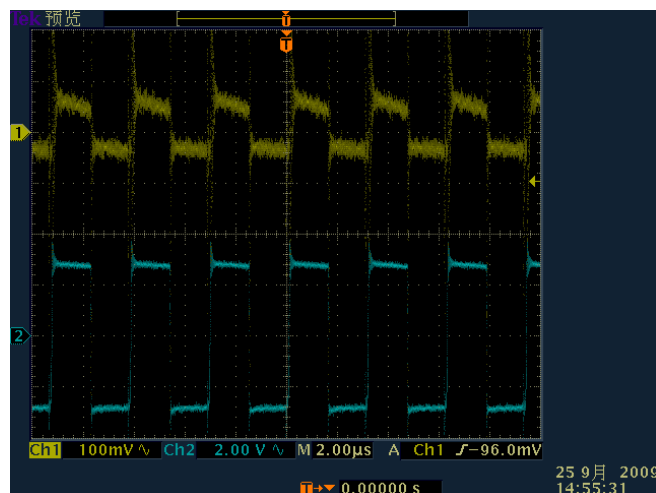 Tek 预览
T
T
1
2
Ch1 100mV∿ Ch2 2.00 V∿ M 2.00µs A Ch1 ∫−96.0mV
T→▼ 0.00000 s
25 9月 2009
14:55:31